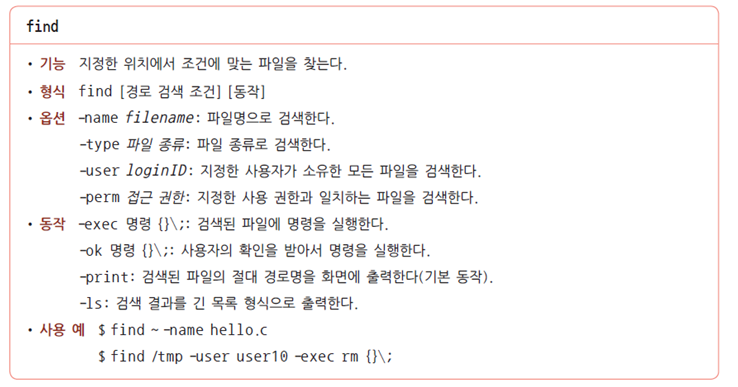 find
• 기능 지정한 위치에서 조건에 맞는 파일을 찾는다.
• 형식 find [경로 검색 조건] [동작]
• 옵션 -name filename: 파일명으로 검색한다.
-type 파일 종류: 파일 종류로 검색한다.
-user loginID: 지정한 사용자가 소유한 모든 파일을 검색한다.
-perm 접근 권한: 지정한 사용 권한과 일치하는 파일을 검색한다.
• 동작 -exec 명령 {}\;: 검색된 파일에 명령을 실행한다.
-ok 명령 {}\;: 사용자의 확인을 받아서 명령을 실행한다.
-print: 검색된 파일의 절대 경로명을 화면에 출력한다(기본 동작).
-ls: 검색 결과를 긴 목록 형식으로 출력한다.
• 사용 예 $ find ~ -name hello.c
$ find /tmp -user user10 -exec rm {}\;